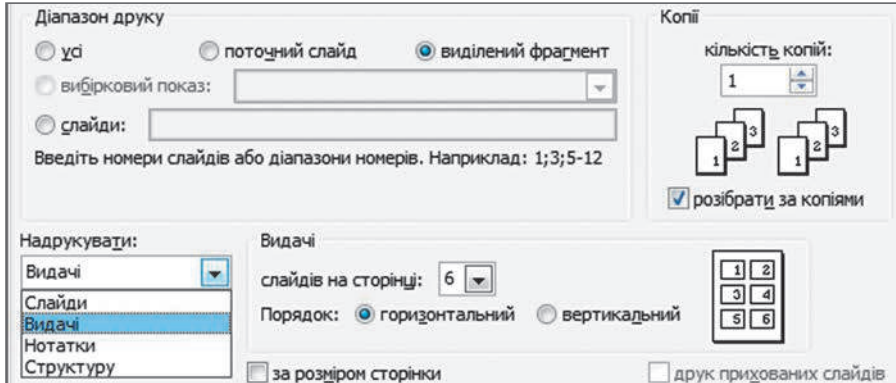 Діапазон друку
усі
поточний слайд
виділений фрагмент
вибірковий показ:
слайди:
Введіть номери слайдів або діапазони номерів. Наприклад: 1;3;5-12
Копії
кількість копій:
1
1 2 3 1 2 3
розібрати за копіями
Надрукувати:
Видачі
Слайди
Видачі
Нотатки
Структуру
Видачі
слайдів на сторінці: 6
Порядок: горизонтальний вертикальний
1 2
3 4
5 6
за розміром сторінки
друк прихованих слайдів